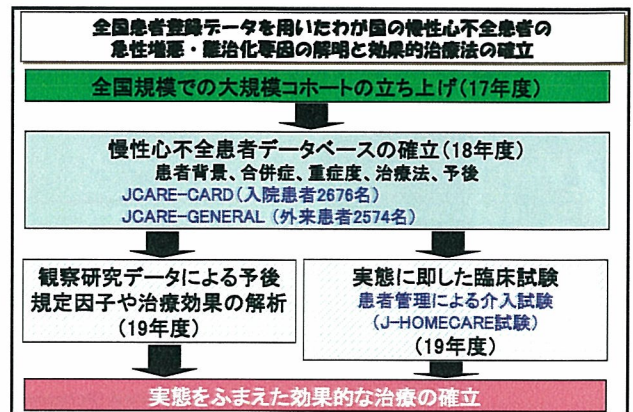 全国患者登録データを用いたわが国の慢性心不全患者の
急性増悪・難治化要因の解明と効果的治療法の確立
全国規模での大規模コホートの立ち上げ(17年度)
慢性心不全患者データベースの確立(18年度)
患者背景、合併症、重症度、治療法、予後
JCARE-CARD(入院患者2676名)
JCARE-GENERAL (外来患者2574名)
観察研究データによる予後
規定因子や治療効果の解析
(19年度)
実態に即した臨床試験
患者管理による介入試験
(J-HOMECARE試験)
(19年度)
実態をふまえた効果的な治療の確立